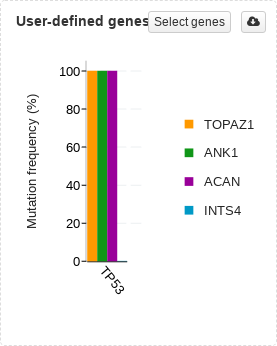 User-defined genes
Select genes
Mutation frequency (%)
100
80
60
40
20
0
TP53
TOPAZ1
ANK1
ACAN
INTS4